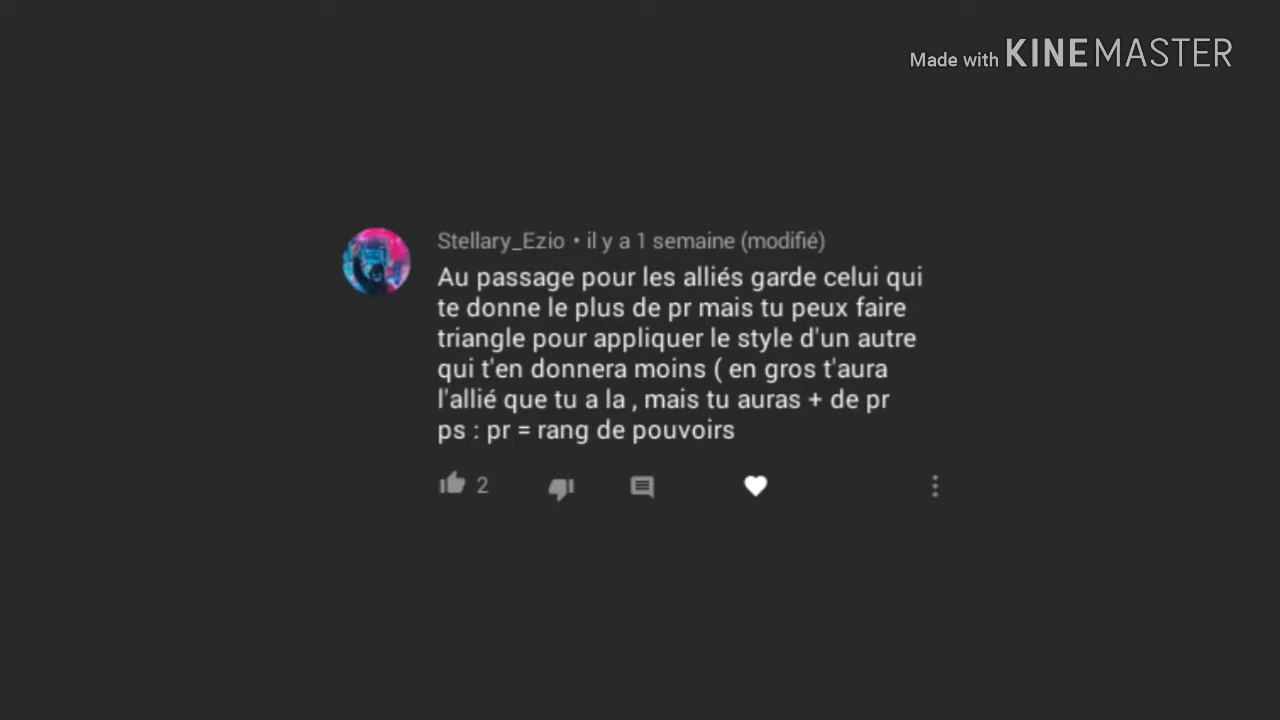 Made with KINEMASTER
Stellary_Ezio • il y a 1 semaine (modifié)
Au passage pour les alliés garde celui qui
te donne le plus de pr mais tu peux faire
triangle pour appliquer le style d'un autre
qui t'en donnera moins ( en gros t'aura
l'allié que tu a la , mais tu auras + de pr
ps : pr = rang de pouvoirs
2